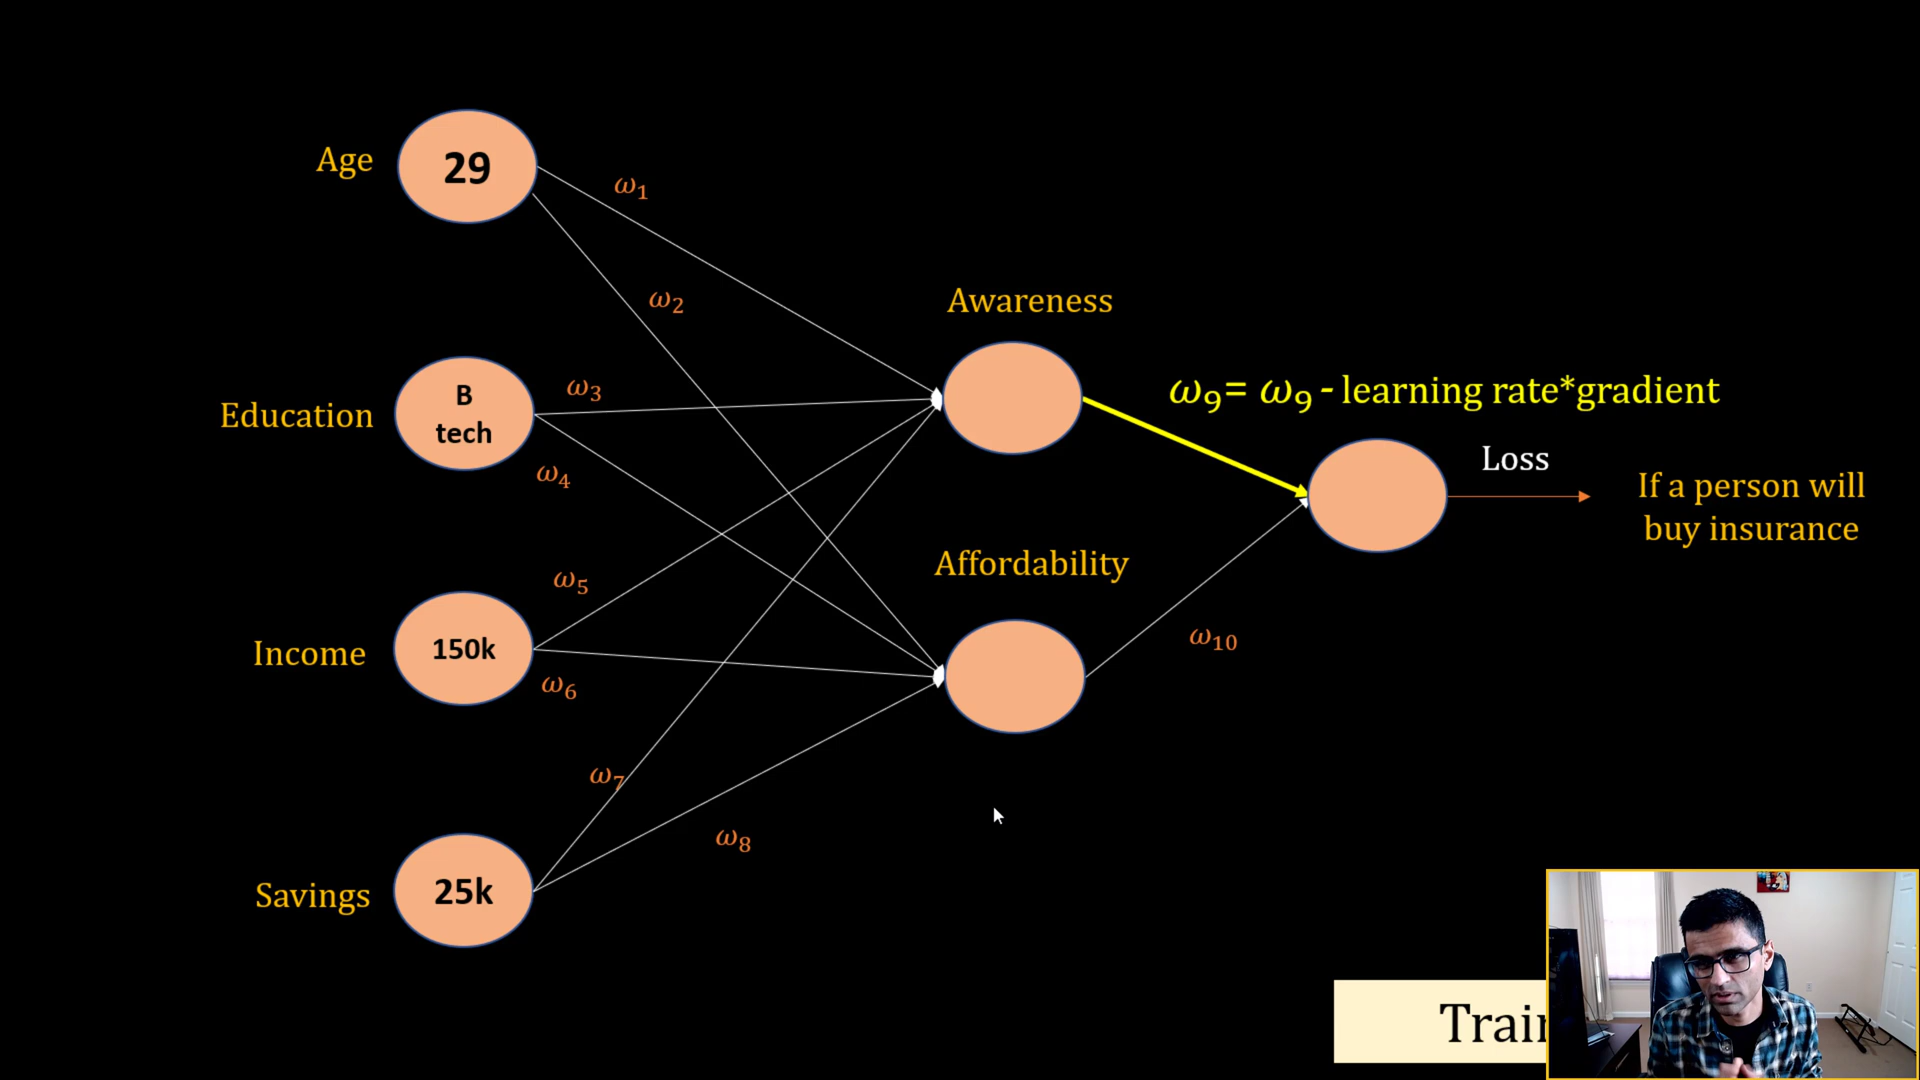 Age
29
ω1
ω2
Awareness
Education
B
tech
ω3
ω4
ω9= ω9 - learning rate*gradient
Loss
If a person will
buy insurance
Affordability
ω5
Income
150k
ω6
ω10
ω7
ω8
Savings
25k